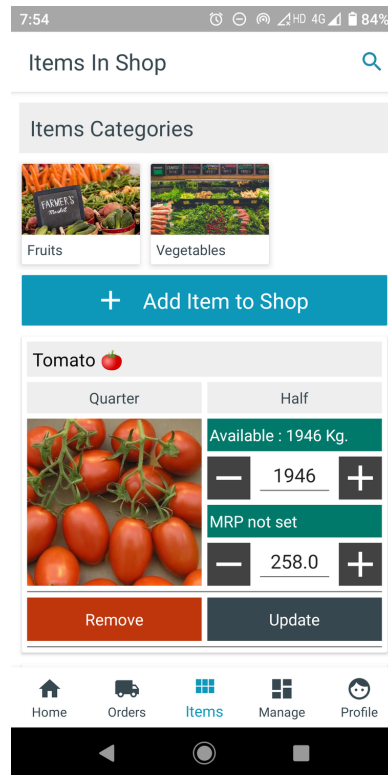 7:54 HD 4G 84%
Items In Shop
Items Categories
FARMER'S
Market
Fruits Vegetables
+ Add Item to Shop
Tomato 🍅
Quarter Half
Available : 1946 Kg.
1946
MRP not set
258.0
Remove Update
Home Orders Items Manage Profile